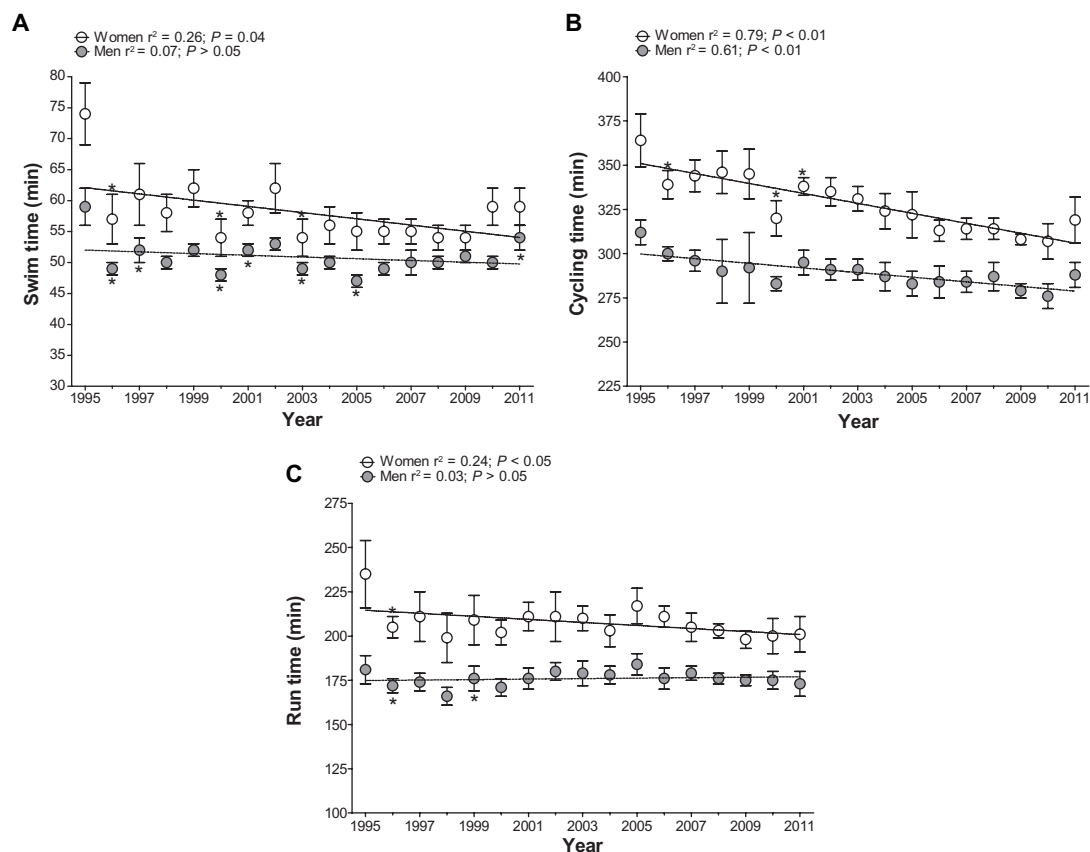 A
Women r² = 0.26; P = 0.04
Men r² = 0.07; P > 0.05
80
75
70
65
60
55
50
45
40
35
30
Swim time (min)
1995 1997 1999 2001 2003 2005 2007 2009 2011
Year
* * * * * * * * * *
B
Women r² = 0.79; P < 0.01
Men r² = 0.61; P < 0.01
400
375
350
325
300
275
250
225
Cycling time (min)
1995 1997 1999 2001 2003 2005 2007 2009 2011
Year
* * *
C
Women r² = 0.24; P < 0.05
Men r² = 0.03; P > 0.05
275
250
225
200
175
150
125
100
Run time (min)
1995 1997 1999 2001 2003 2005 2007 2009 2011
Year
* * *